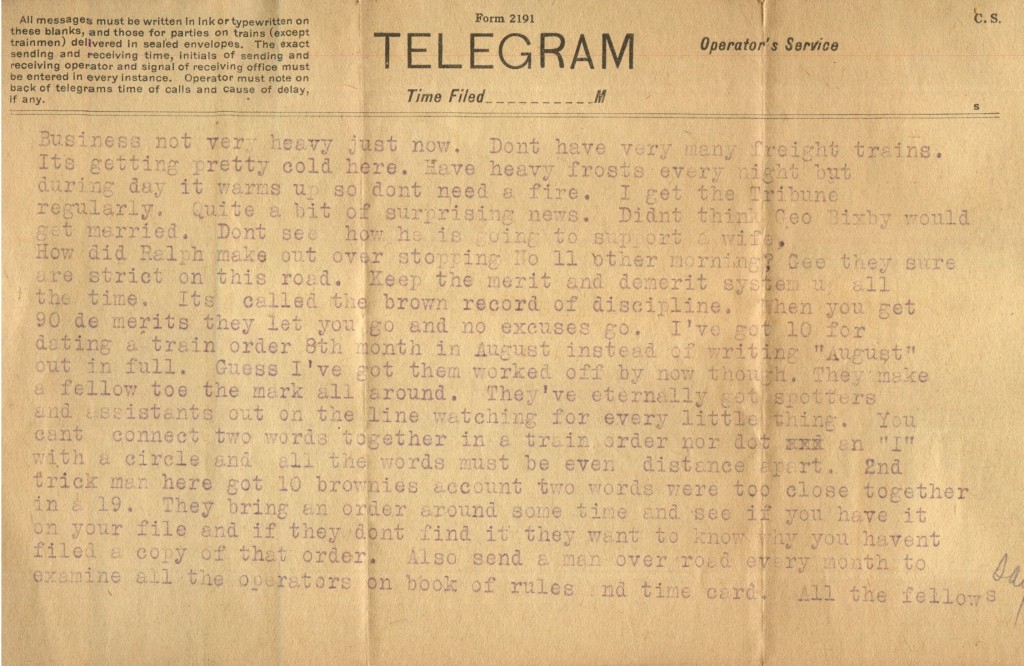 All messages must be written in ink or typewritten on
these blanks, and those for parties on trains (except
trainmen) delivered in sealed envelopes. The exact
sending and receiving time, initials of sending and
receiving operator and signal of receiving office must
be entered in every instance. Operator must note on
back of telegrams time of calls and cause of delay,
if any.
Form 2191
TELEGRAM
Time Filed__________M
C. S.
Operator's Service
s
Business not very heavy just now. Dont have very many freight trains.
Its getting pretty cold here. Have heavy frosts every night but
during day it warms up so dont need a fire. I get the Tribune
regularly. Quite a bit of surprising news. Didnt think Geo Bixby would
get married. Dont see how he is going to support a wife.
How did Ralph make out over stopping No 11 other morning? Gee they sure
are strict on this road. Keep the merit and demerit system up all
the time. Its called the brown record of discipline. When you get
90 de merits they let you go and no excuses go. I've got 10 for
dating a train order 8th month in August instead of writing "August"
out in full. Guess I've got them worked off by now though. They make
a fellow toe the mark all around. They've eternally got spotters
and assistants out on the line watching for every little thing. You
cant connect two words together in a train order nor dot xxx an "I"
with a circle and all the words must be even distance apart. 2nd
trick man here got 10 brownies account two words were too close together
in a 19. They bring an order around some time and see if you have it
on your file and if they dont find it they want to know why you havent
filed a copy of that order. Also send a man over road every month to
examine all the operators on book of rules nd time card. All the fellows